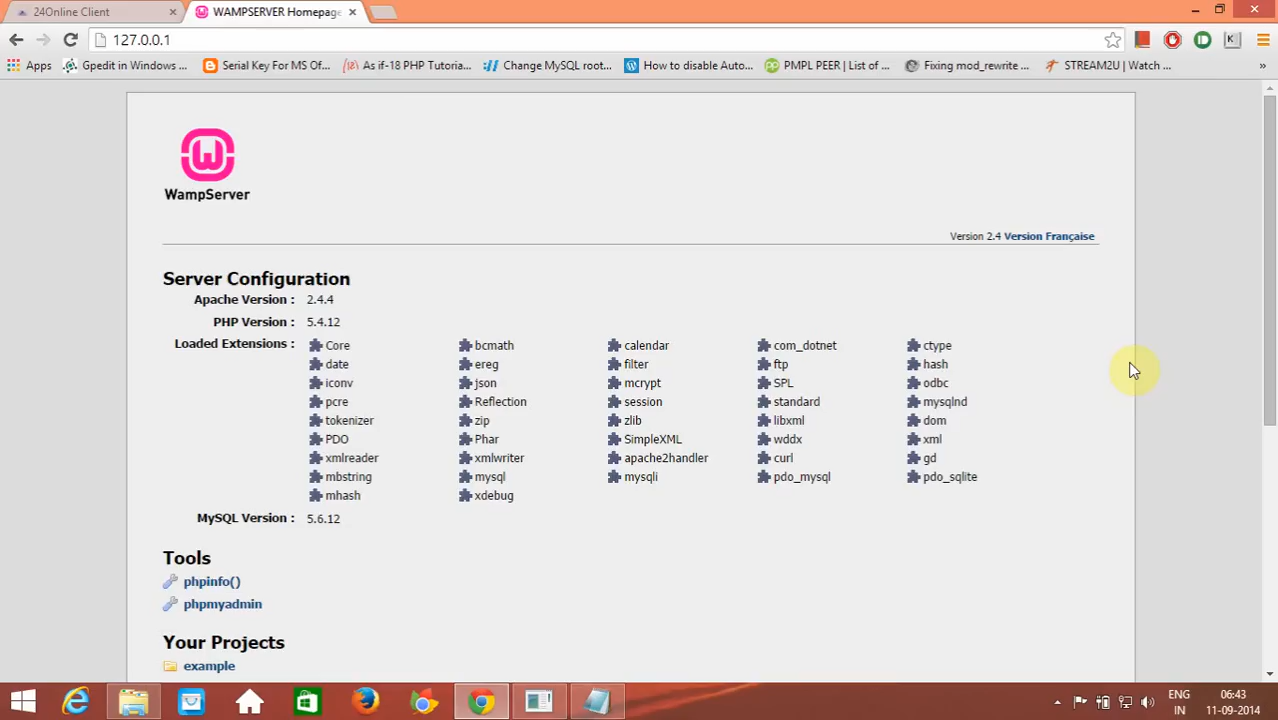 24Online Client
WAMPSERVER Homepage
127.0.0.1
Apps Gpedit in Windows ... Serial Key For MS Of... As if-18 PHP Tutoria... Change MySQL root... How to disable Auto... PMPL PEER | List of ... Fixing mod_rewrite ... STREAM2U | Watch ... »
WampServer
Version 2.4 Version Française
Server Configuration
Apache Version : 2.4.4
PHP Version : 5.4.12
Loaded Extensions : Core bcmath calendar com_dotnet ctype
date ereg filter ftp hash
iconv json mcrypt SPL odbc
pcre Reflection session standard mysqlnd
tokenizer zip zlib libxml dom
PDO Phar SimpleXML wddx xml
xmlreader xmlwriter apache2handler curl gd
mbstring mysql mysqli pdo_mysql pdo_sqlite
mhash xdebug
MySQL Version : 5.6.12
Tools
phpinfo()
phpmyadmin
Your Projects
example
ENG 06:43
IN 11-09-2014